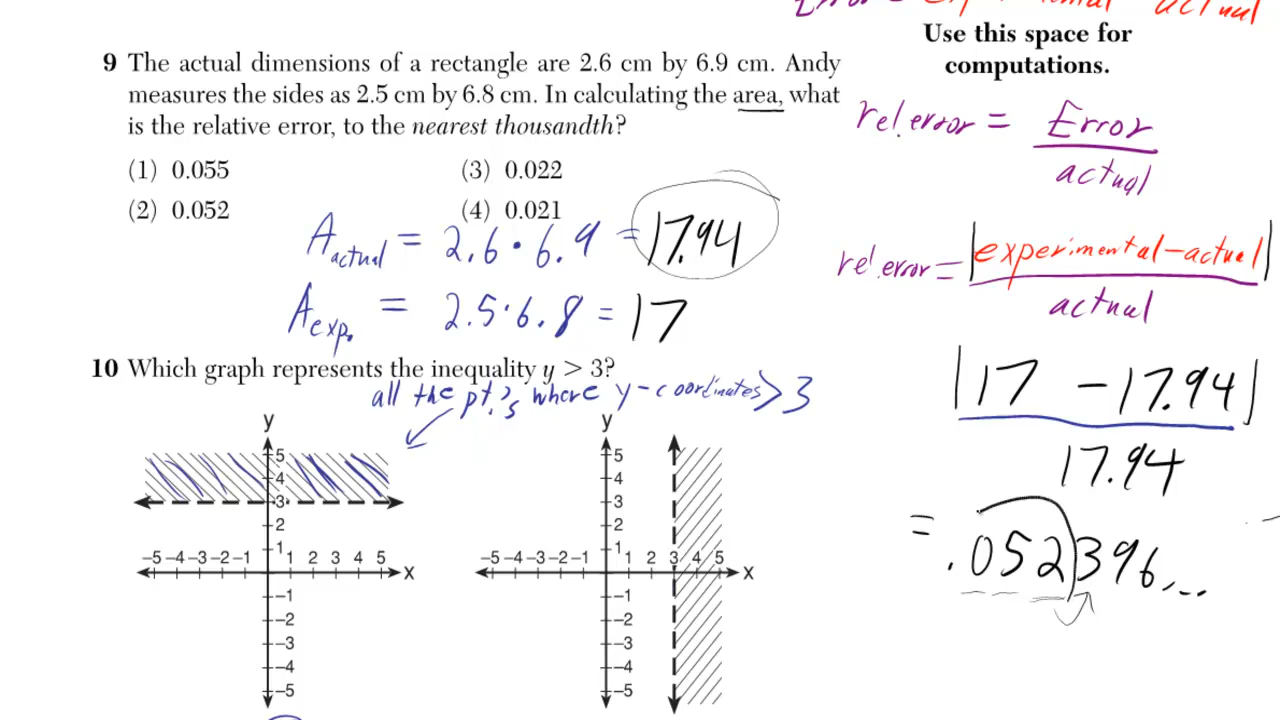 Use this space for
computations.
9 The actual dimensions of a rectangle are 2.6 cm by 6.9 cm. Andy
measures the sides as 2.5 cm by 6.8 cm. In calculating the area, what
is the relative error, to the nearest thousandth?
(1) 0.055 (3) 0.022
(2) 0.052 (4) 0.021
A actual = 2.6 • 6.9 = 17.94
A exp. = 2.5 • 6.8 = 17
rel. error = Error
actual
rel. error = |experimental - actual|
actual
|17 - 17.94|
17.94
= .052396...
10 Which graph represents the inequality y > 3?
all the pt.'s where y-coordinates > 3
y
5
4
3
2
1
-5 -4 -3 -2 -1 1 2 3 4 5 x
-1
-2
-3
-4
-5
y
5
4
3
2
1
-5 -4 -3 -2 -1 1 2 3 4 5 x
-1
-2
-3
-4
-5